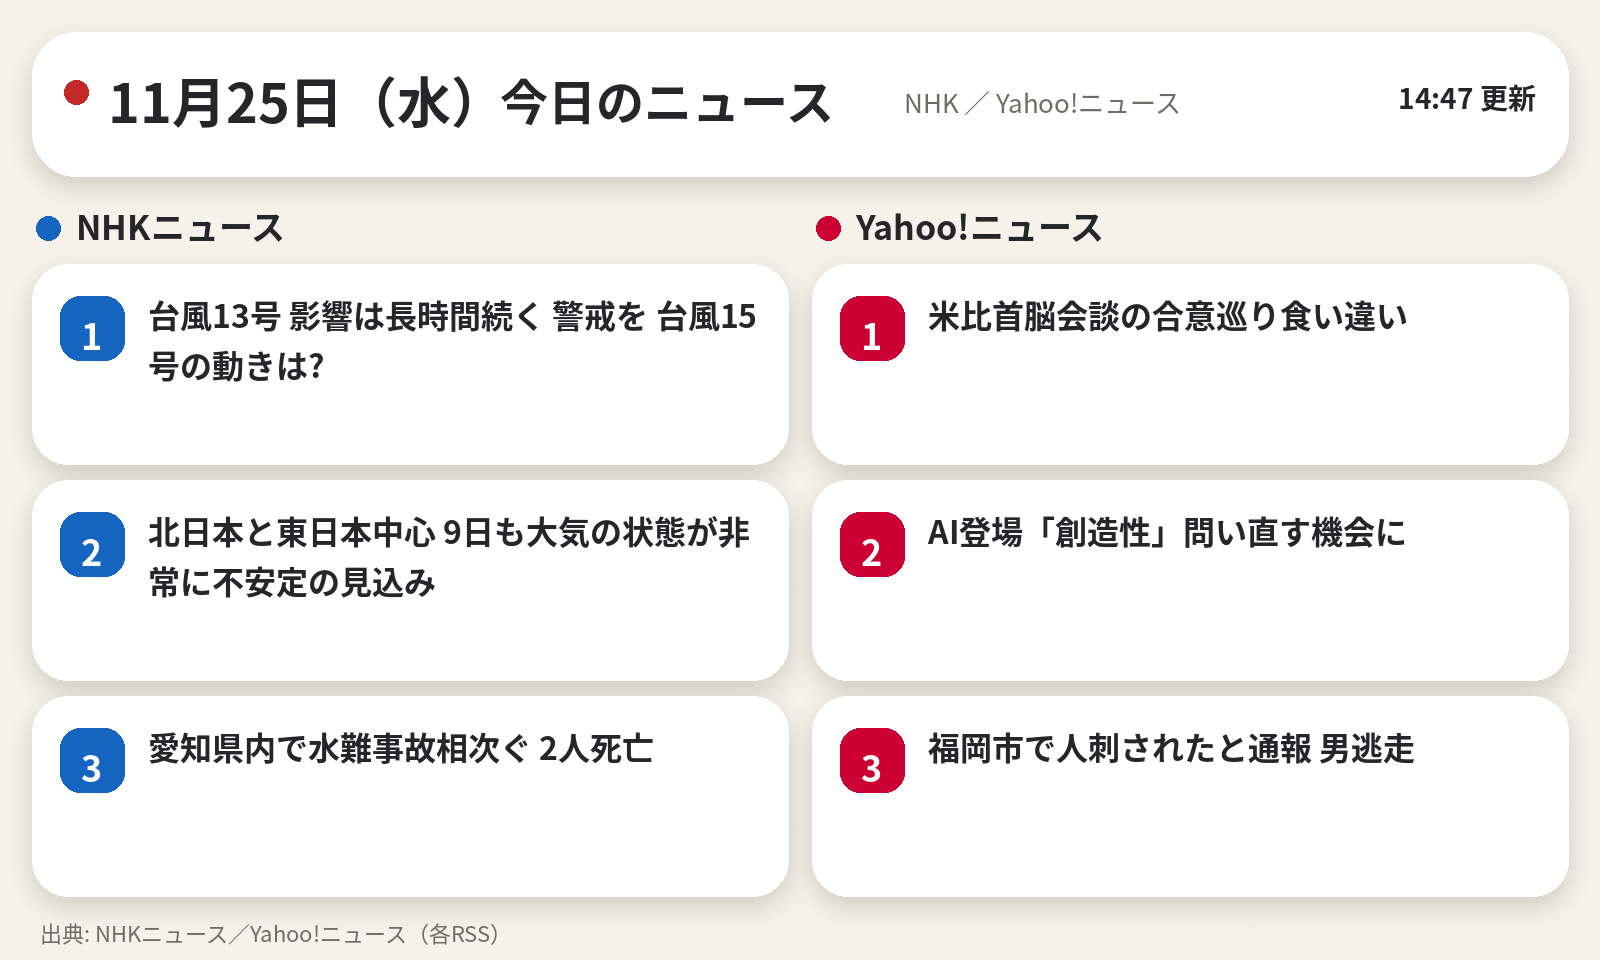 11月25日（水）今日のニュース
NHK ／ Yahoo!ニュース
14:47 更新
NHKニュース
1
台風13号 影響は長時間続く 警戒を 台風15
号の動きは?
2
北日本と東日本中心 9日も大気の状態が非
常に不安定の見込み
3
愛知県内で水難事故相次ぐ 2人死亡
Yahoo!ニュース
1
米比首脳会談の合意巡り食い違い
2
AI登場「創造性」問い直す機会に
3
福岡市で人刺されたと通報 男逃走
出典: NHKニュース／Yahoo!ニュース（各RSS）